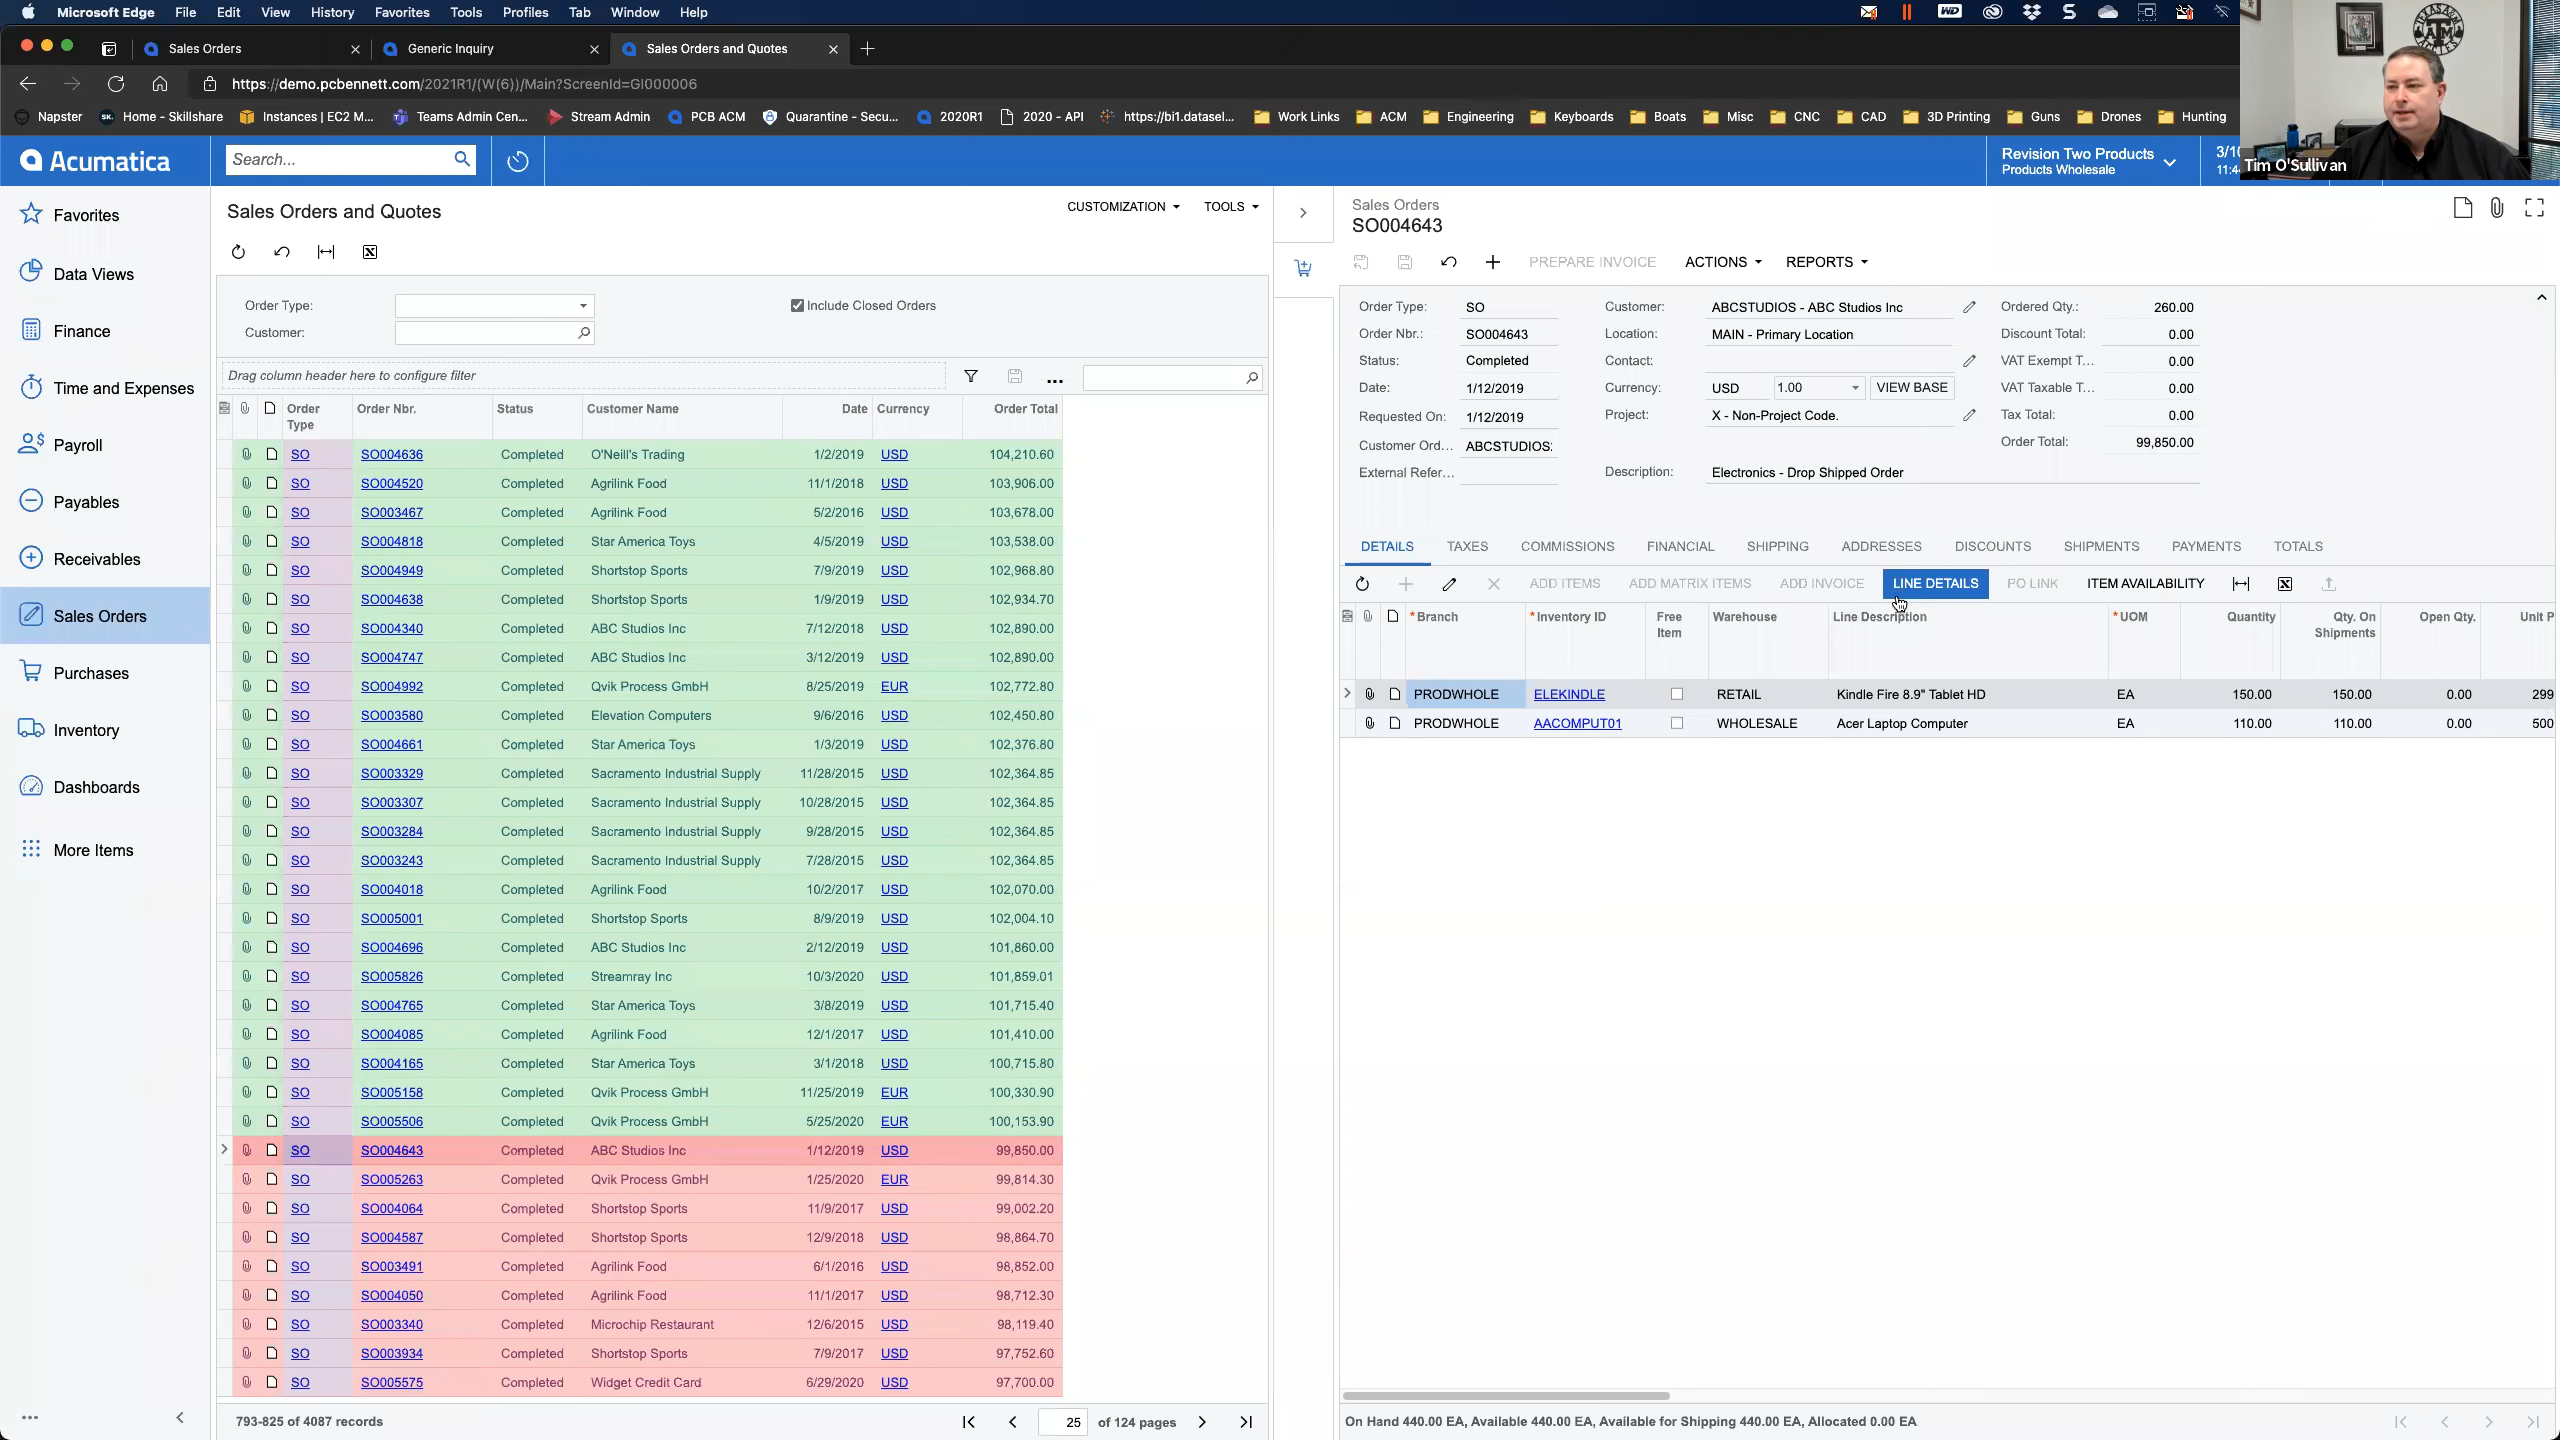 Microsoft Edge File Edit View History Favorites Tools Profiles Tab Window Help
Sales Orders
Generic Inquiry
Sales Orders and Quotes
https://demo.pcbennett.com/2021R1/(W(6))/Main?ScreenId=GI000006
Napster Home - Skillshare Instances | EC2 M... Teams Admin Cen... Stream Admin PCB ACM Quarantine - Secu... 2020R1 2020 - API https://bi1.datasel... Work Links ACM Engineering Keyboards Boats Misc CNC CAD 3D Printing Guns Drones Hunting
Acumatica
Search...
Revision Two Products
Products Wholesale
Tim O'Sullivan
Favorites
Data Views
Finance
Time and Expenses
Payroll
Payables
Receivables
Sales Orders
Purchases
Inventory
Dashboards
More Items
Sales Orders and Quotes
CUSTOMIZATION TOOLS
Order Type:
Include Closed Orders
Customer:
Drag column header here to configure filter
Order Type Order Nbr. Status Customer Name Date Currency Order Total
SO SO004636 Completed O'Neill's Trading 1/2/2019 USD 104,210.60
SO SO004520 Completed Agrilink Food 11/1/2018 USD 103,906.00
SO SO003467 Completed Agrilink Food 5/2/2016 USD 103,678.00
SO SO004818 Completed Star America Toys 4/5/2019 USD 103,538.00
SO SO004949 Completed Shortstop Sports 7/9/2019 USD 102,968.80
SO SO004638 Completed Shortstop Sports 1/9/2019 USD 102,934.70
SO SO004340 Completed ABC Studios Inc 7/12/2018 USD 102,890.00
SO SO004747 Completed ABC Studios Inc 3/12/2019 USD 102,890.00
SO SO004992 Completed Qvik Process GmbH 8/25/2019 EUR 102,772.80
SO SO003580 Completed Elevation Computers 9/6/2016 USD 102,450.80
SO SO004661 Completed Star America Toys 1/3/2019 USD 102,376.80
SO SO003329 Completed Sacramento Industrial Supply 11/28/2015 USD 102,364.85
SO SO003307 Completed Sacramento Industrial Supply 10/28/2015 USD 102,364.85
SO SO003284 Completed Sacramento Industrial Supply 9/28/2015 USD 102,364.85
SO SO003243 Completed Sacramento Industrial Supply 7/28/2015 USD 102,364.85
SO SO004018 Completed Agrilink Food 10/2/2017 USD 102,070.00
SO SO005001 Completed Shortstop Sports 8/9/2019 USD 102,004.10
SO SO004696 Completed ABC Studios Inc 2/12/2019 USD 101,860.00
SO SO005826 Completed Streamray Inc 10/3/2020 USD 101,859.01
SO SO004765 Completed Star America Toys 3/8/2019 USD 101,715.40
SO SO004085 Completed Agrilink Food 12/1/2017 USD 101,410.00
SO SO004165 Completed Star America Toys 3/1/2018 USD 100,715.80
SO SO005158 Completed Qvik Process GmbH 11/25/2019 EUR 100,330.90
SO SO005506 Completed Qvik Process GmbH 5/25/2020 EUR 100,153.90
SO SO004643 Completed ABC Studios Inc 1/12/2019 USD 99,850.00
SO SO005263 Completed Qvik Process GmbH 1/25/2020 EUR 99,814.30
SO SO004064 Completed Shortstop Sports 11/9/2017 USD 99,002.20
SO SO004587 Completed Shortstop Sports 12/9/2018 USD 98,864.70
SO SO003491 Completed Agrilink Food 6/1/2016 USD 98,852.00
SO SO004050 Completed Agrilink Food 11/1/2017 USD 98,712.30
SO SO003340 Completed Microchip Restaurant 12/6/2015 USD 98,119.40
SO SO003934 Completed Shortstop Sports 7/9/2017 USD 97,752.60
SO SO005575 Completed Widget Credit Card 6/29/2020 USD 97,700.00
793-825 of 4087 records
25 of 124 pages
Sales Orders
SO004643
PREPARE INVOICE ACTIONS REPORTS
Order Type: SO Customer: ABCSTUDIOS - ABC Studios Inc Ordered Qty.: 260.00
Order Nbr.: SO004643 Location: MAIN - Primary Location Discount Total: 0.00
Status: Completed Contact: VAT Exempt T... 0.00
Date: 1/12/2019 Currency: USD 1.00 VIEW BASE VAT Taxable T... 0.00
Requested On: 1/12/2019 Project: X - Non-Project Code. Tax Total: 0.00
Customer Ord... ABCSTUDIOS: Order Total: 99,850.00
External Refer... Description: Electronics - Drop Shipped Order
DETAILS TAXES COMMISSIONS FINANCIAL SHIPPING ADDRESSES DISCOUNTS SHIPMENTS PAYMENTS TOTALS
ADD ITEMS ADD MATRIX ITEMS ADD INVOICE LINE DETAILS PO LINK ITEM AVAILABILITY
*Branch *Inventory ID Free Item Warehouse Line Description *UOM Quantity Qty. On Shipments Open Qty. Unit P
PRODWHOLE ELEKINDLE RETAIL Kindle Fire 8.9" Tablet HD EA 150.00 150.00 0.00 299
PRODWHOLE AACOMPUT01 WHOLESALE Acer Laptop Computer EA 110.00 110.00 0.00 500
On Hand 440.00 EA, Available 440.00 EA, Available for Shipping 440.00 EA, Allocated 0.00 EA